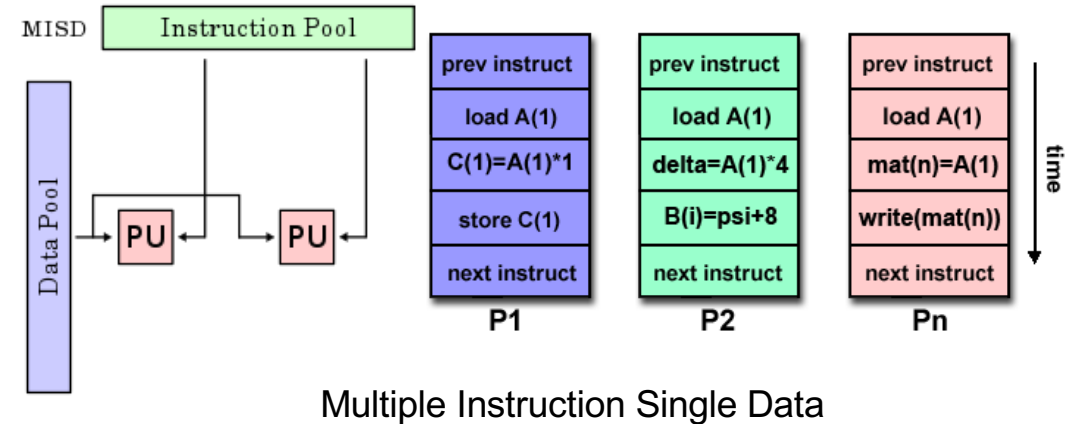 MISD
Instruction Pool
Data Pool
PU
PU
prev instruct
load A(1)
C(1)=A(1)*1
store C(1)
next instruct
P1
prev instruct
load A(1)
delta=A(1)*4
B(i)=psi+8
next instruct
P2
prev instruct
load A(1)
mat(n)=A(1)
write(mat(n))
next instruct
Pn
time
Multiple Instruction Single Data